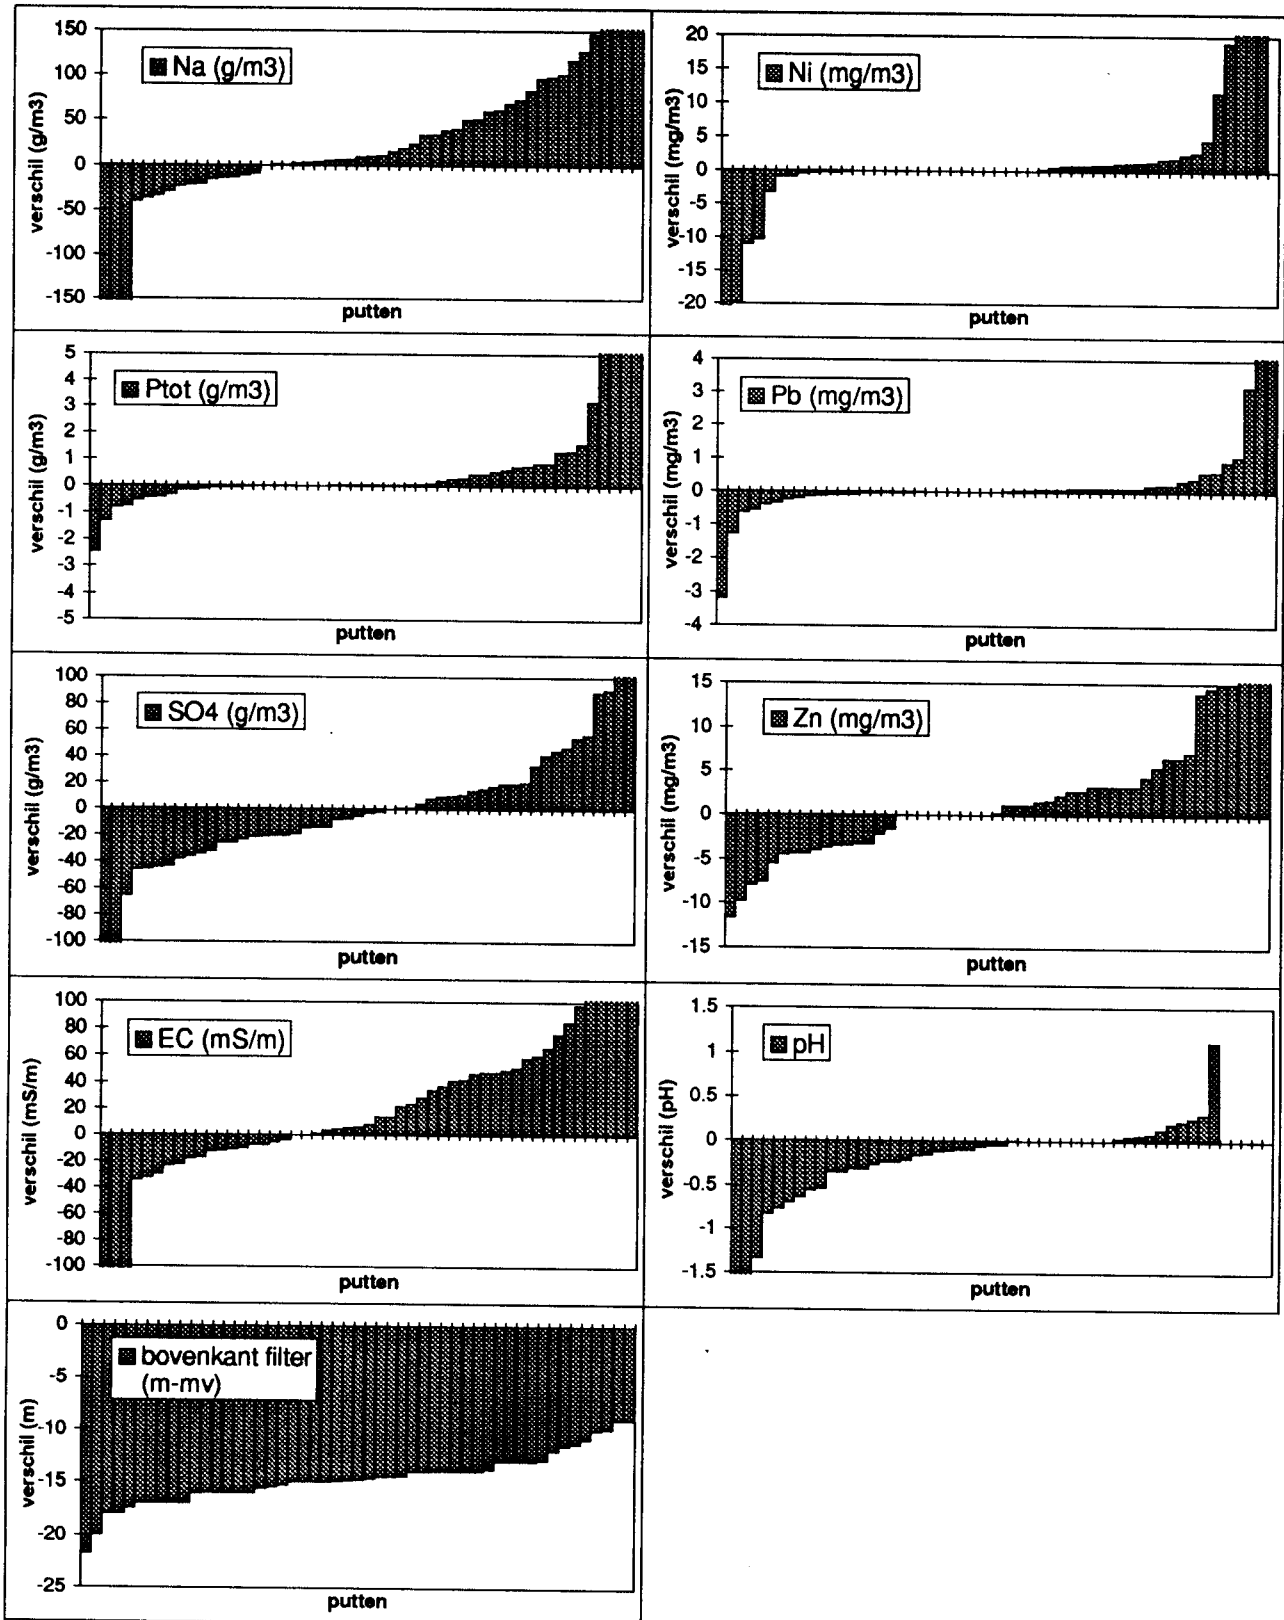 Na (g/m3)
verschil (g/m3)
150
100
50
0
-50
-100
-150
putten
Ni (mg/m3)
verschil (mg/m3)
20
15
10
5
0
-5
-10
-15
-20
putten
Ptot (g/m3)
verschil (g/m3)
5
4
3
2
1
0
-1
-2
-3
-4
-5
putten
Pb (mg/m3)
verschil (mg/m3)
4
3
2
1
0
-1
-2
-3
-4
putten
SO4 (g/m3)
verschil (g/m3)
100
80
60
40
20
0
-20
-40
-60
-80
-100
putten
Zn (mg/m3)
verschil (mg/m3)
15
10
5
0
-5
-10
-15
putten
EC (mS/m)
verschil (mS/m)
100
80
60
40
20
0
-20
-40
-60
-80
-100
putten
pH
verschil (pH)
1.5
1
0.5
0
-0.5
-1
-1.5
putten
bovenkant filter
(m-mv)
verschil (m)
0
-5
-10
-15
-20
-25
putten